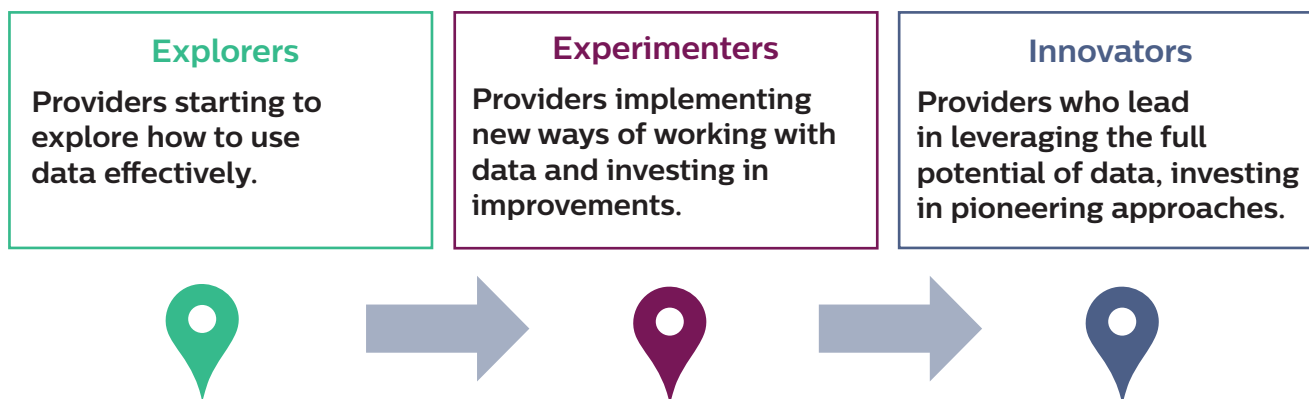 Explorers
Providers starting to
explore how to use
data effectively.
Experimenters
Providers implementing
new ways of working with
data and investing in
improvements.
Innovators
Providers who lead
in leveraging the full
potential of data, investing
in pioneering approaches.